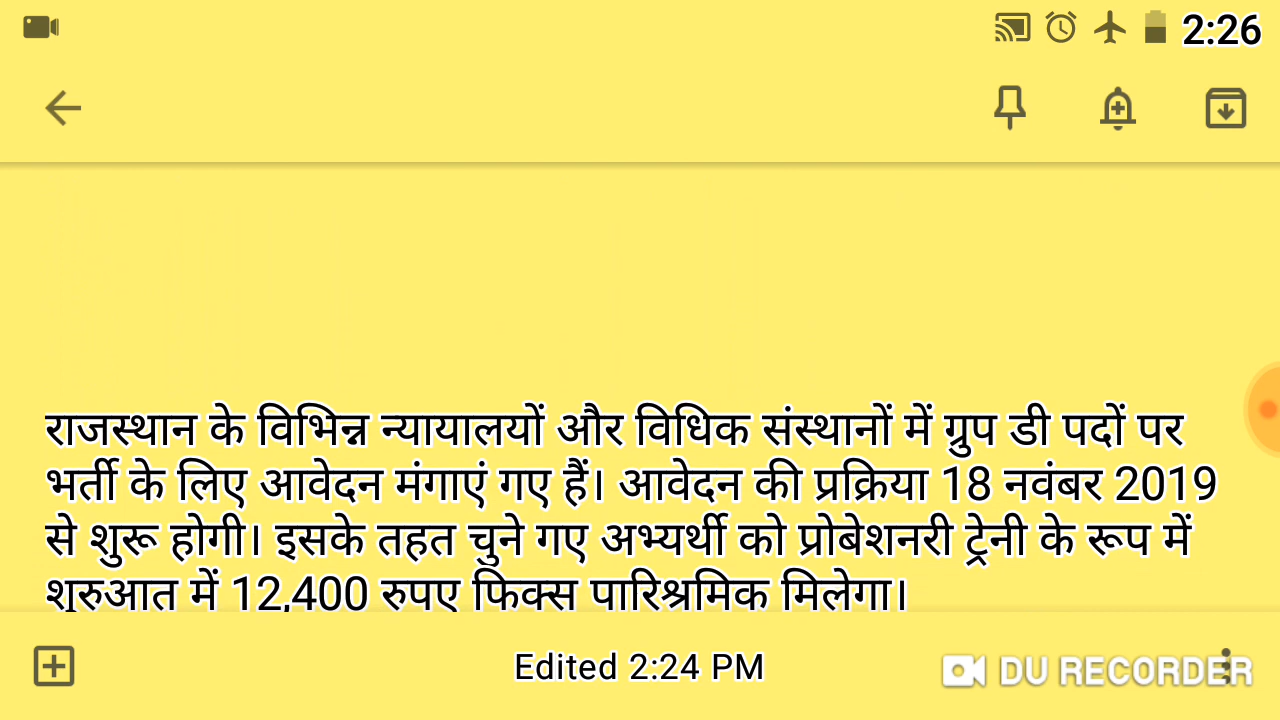 2:26
राजस्थान के विभिन्न न्यायालयों और विधिक संस्थानों में ग्रुप डी पदों पर
भर्ती के लिए आवेदन मंगाएं गए हैं। आवेदन की प्रक्रिया 18 नवंबर 2019
से शुरू होगी। इसके तहत चुने गए अभ्यर्थी को प्रोबेशनरी ट्रेनी के रूप में
शुरुआत में 12,400 रुपए फिक्स पारिश्रमिक मिलेगा।
Edited 2:24 PM
DU RECORDER